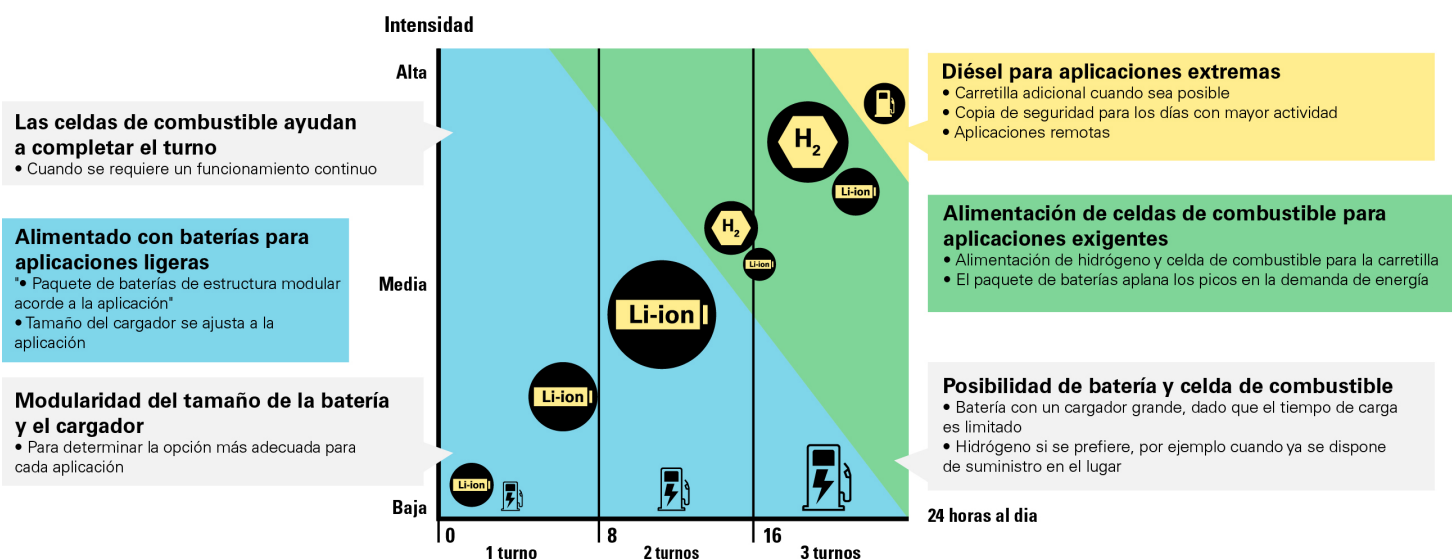 Intensidad
Alta
Media
Baja
Las celdas de combustible ayudan
a completar el turno
• Cuando se requiere un funcionamiento continuo
Alimentado con baterías para
aplicaciones ligeras
"• Paquete de baterías de estructura modular
acorde a la aplicación"
• Tamaño del cargador se ajusta a la
aplicación
Modularidad del tamaño de la batería
y el cargador
• Para determinar la opción más adecuada para
cada aplicación
H2
Li-ion
H2
Li-ion
Li-ion
Li-ion
Li-ion
0
8
16
24 horas al dia
1 turno
2 turnos
3 turnos
Diésel para aplicaciones extremas
• Carretilla adicional cuando sea posible
• Copia de seguridad para los días con mayor actividad
• Aplicaciones remotas
Alimentación de celdas de combustible para
aplicaciones exigentes
• Alimentación de hidrógeno y celda de combustible para la carretilla
• El paquete de baterías aplana los picos en la demanda de energía
Posibilidad de batería y celda de combustible
• Batería con un cargador grande, dado que el tiempo de carga
es limitado
• Hidrógeno si se prefiere, por ejemplo cuando ya se dispone
de suministro en el lugar